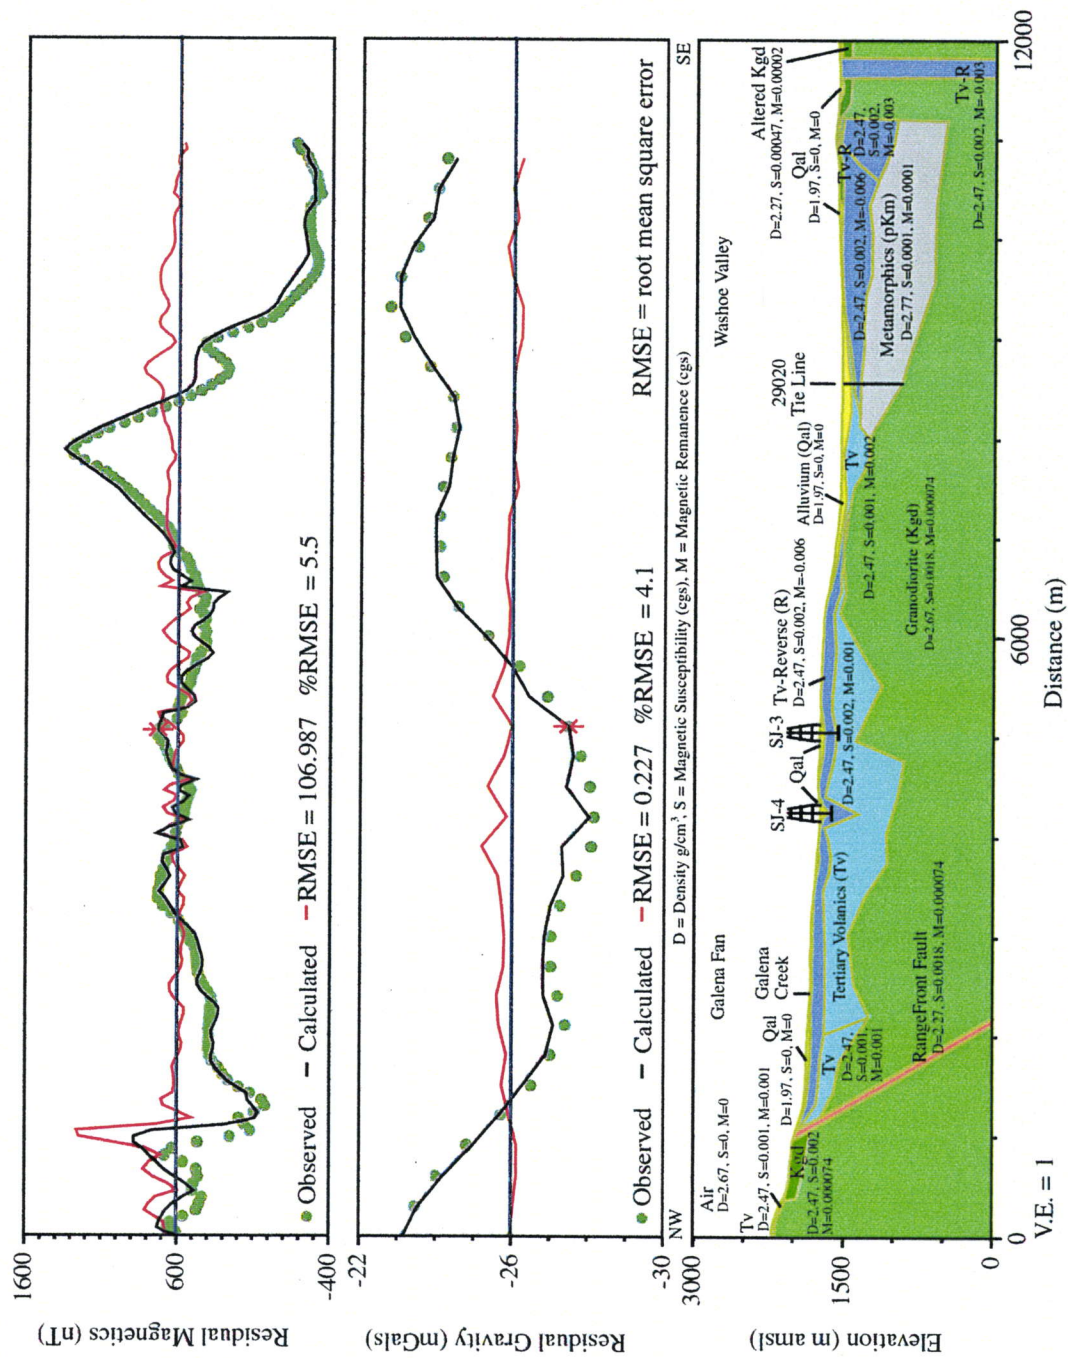 1600
600
-400
Residual Magnetics (nT)
Observed
Calculated
RMSE = 106.987 %RMSE = 5.5
-22
-26
-30
Residual Gravity (mGals)
Observed
Calculated
RMSE = 0.227 %RMSE = 4.1
RMSE = root mean square error
NW
D = Density g/cm³, S = Magnetic Susceptibility (cgs), M = Magnetic Remanence (cgs)
SE
3000
1500
0
Elevation (m amsl)
Air
D=2.67, S=0, M=0
Galena Fan
Washoe Valley
Tv
D=2.47, S=0.001, M=0.001
Kgd
D=2.47, S=0.002
M=0.000074
Qal
D=1.97, S=0, M=0
Galena
Creek
Tv
D=2.47,
S=0.001,
M=0.001
Tertiary Volanics (Tv)
RangeFront Fault
D=2.27, S=0.0018, M=0.000074
SJ-4
Qal
SJ-3
D=2.47, S=0.002, M=0.001
Tv-Reverse (R)
D=2.47, S=0.002, M=-0.006
Granodiorite (Kgd)
D=2.67, S=0.0018, M=0.000074
Alluvium (Qal)
D=1.97, S=0, M=0
Tv
D=2.47, S=0.001, M=0.002
29020
Tie Line
D=2.47, S=0.002, M=-0.006
Metamorphics (pKm)
D=2.77, S=0.0001, M=0.0001
Altered Kgd
D=2.27, S=0.00047, M=0.00002
Qal
D=1.97, S=0, M=0
Tv-R
D=2.47,
S=0.002,
M=-0.003
Tv-R
D=2.47, S=0.002, M=-0.003
0
6000
12000
V.E. = 1
Distance (m)